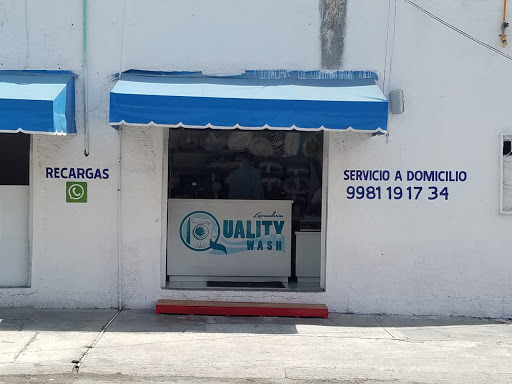 RECARGAS
Lavandería
QUALITY
WASH
SERVICIO A DOMICILIO
9981 19 17 34